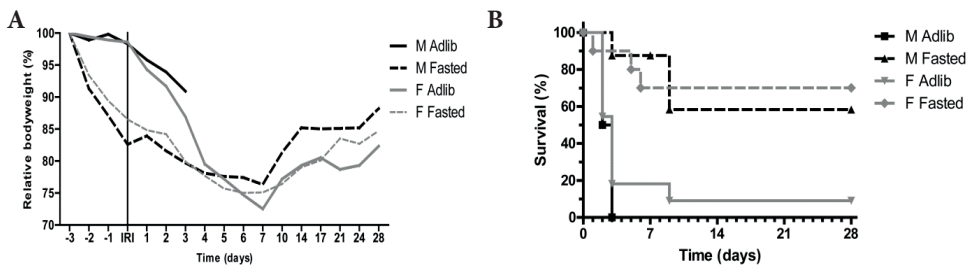 A
Relative bodyweight (%)
100
95
90
85
80
75
70
-3 -2 -1 IRI 1 2 3 4 5 6 7 10 14 17 21 24 28
Time (days)
M Adlib
M Fasted
F Adlib
F Fasted
B
Survival (%)
100
80
60
40
20
0
0 7 14 21 28
Time (days)
M Adlib
M Fasted
F Adlib
F Fasted